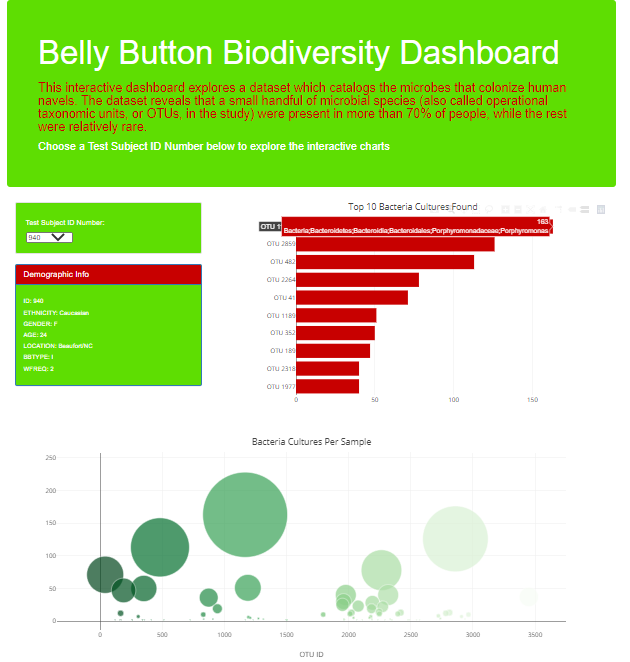 Belly Button Biodiversity Dashboard
This interactive dashboard explores a dataset which catalogs the microbes that colonize human
navels. The dataset reveals that a small handful of microbial species (also called operational
taxonomic units, or OTUs, in the study) were present in more than 70% of people, while the rest
were relatively rare.
Choose a Test Subject ID Number below to explore the interactive charts
Test Subject ID Number:
940
Demographic Info
ID: 940
ETHNICITY: Caucasian
GENDER: F
AGE: 24
LOCATION: Beaufort/NC
BBTYPE: I
WFREQ: 2
Top 10 Bacteria Cultures Found
OTU 1
163
Bacteria;Bacteroidetes;Bacteroidia;Bacteroidales;Porphyromonadaceae;Porphyromonas
OTU 2859
OTU 482
OTU 2264
OTU 41
OTU 1189
OTU 352
OTU 189
OTU 2318
OTU 1977
0 50 100 150
Bacteria Cultures Per Sample
250
200
150
100
50
0
0 500 1000 1500 2000 2500 3000 3500
OTU ID